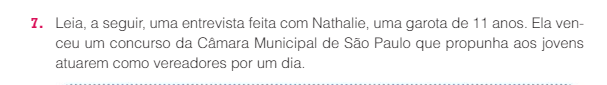 7. Leia, a seguir, uma entrevista feita com Nathalie, uma garota de 11 anos. Ela ven-
ceu um concurso da Câmara Municipal de São Paulo que propunha aos jovens
atuarem como vereadores por um dia.